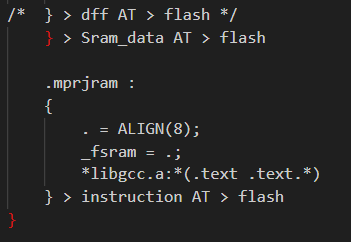 /*  } > dff AT > flash */
    } > Sram_data AT > flash

    .mprjram :
    {
        . = ALIGN(8);
        _fsram = .;
        *libgcc.a:*(.text .text.*)
    } > instruction AT > flash
}